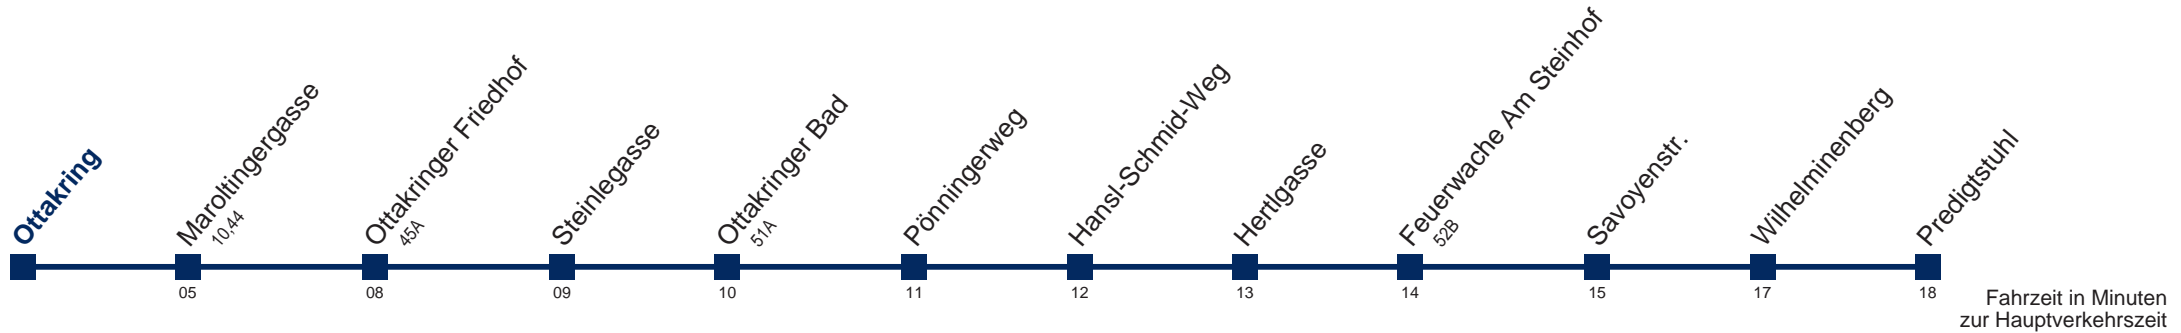 Ottakring
Maroltingergasse
10,44
Ottakringer Friedhof
45A
Steinlegasse
Ottakringer Bad
51A
Pönningerweg
Hansl-Schmid-Weg
Hertlgasse
Feuerwache Am Steinhof
52B
Savoyenstr.
Wilhelminenberg
Predigtstuhl
05 08 09 10 11 12 13 14 15 17 18
Fahrzeit in Minuten
zur Hauptverkehrszeit